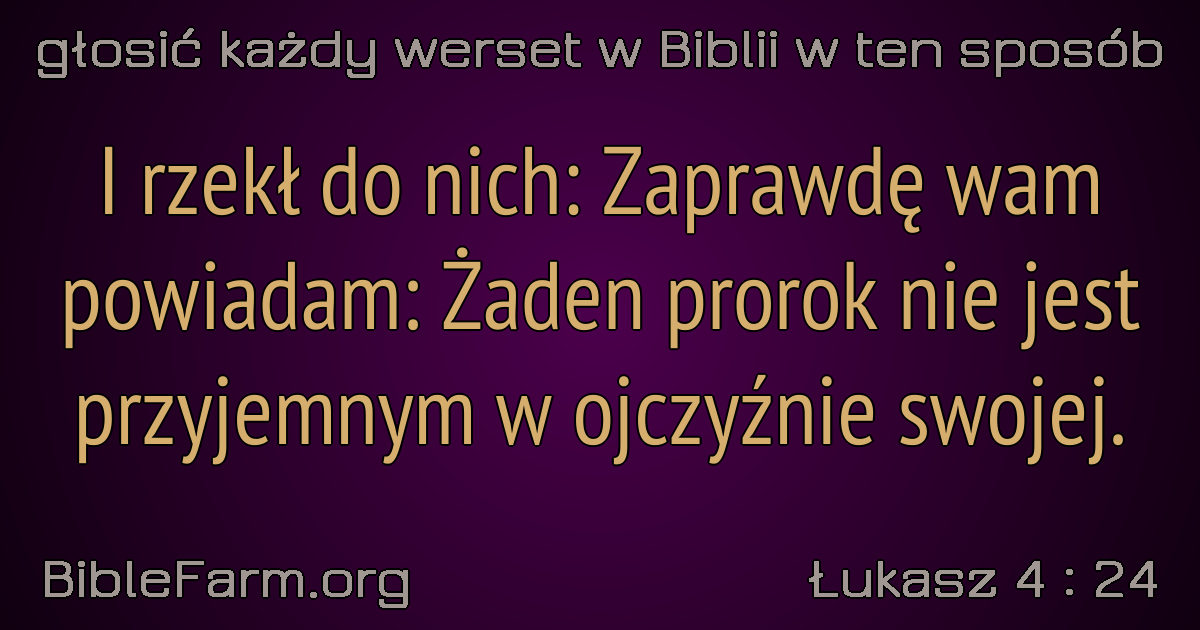 głosić każdy werset w Biblii w ten sposób
I rzekł do nich: Zaprawdę wam
powiadam: Żaden prorok nie jest
przyjemnym w ojczyźnie swojej.
BibleFarm.org
Łukasz 4 : 24